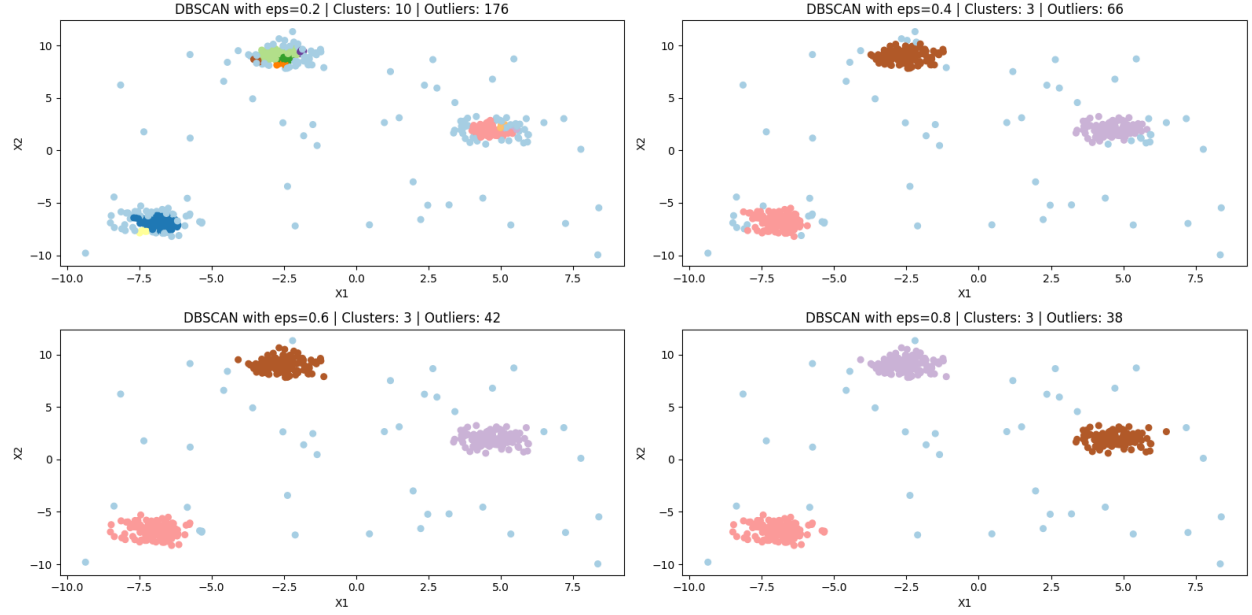 DBSCAN with eps=0.2 | Clusters: 10 | Outliers: 176
10
5
0
−5
−10
X2
−10.0 −7.5 −5.0 −2.5 0.0 2.5 5.0 7.5
X1
DBSCAN with eps=0.4 | Clusters: 3 | Outliers: 66
10
5
0
−5
−10
X2
−10.0 −7.5 −5.0 −2.5 0.0 2.5 5.0 7.5
X1
DBSCAN with eps=0.6 | Clusters: 3 | Outliers: 42
10
5
0
−5
−10
X2
−10.0 −7.5 −5.0 −2.5 0.0 2.5 5.0 7.5
X1
DBSCAN with eps=0.8 | Clusters: 3 | Outliers: 38
10
5
0
−5
−10
X2
−10.0 −7.5 −5.0 −2.5 0.0 2.5 5.0 7.5
X1